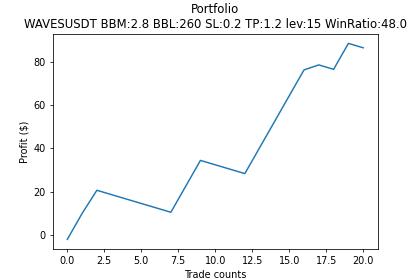 Portfolio
WAVESUSDT BBM:2.8 BBL:260 SL:0.2 TP:1.2 lev:15 WinRatio:48.0
80
60
40
20
0
Profit ($)
0.0 2.5 5.0 7.5 10.0 12.5 15.0 17.5 20.0
Trade counts